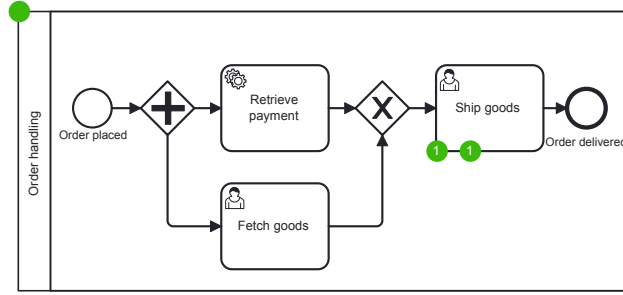 Order handling
Order placed
Retrieve
payment
Fetch goods
X
Ship goods
1 1
Order delivered